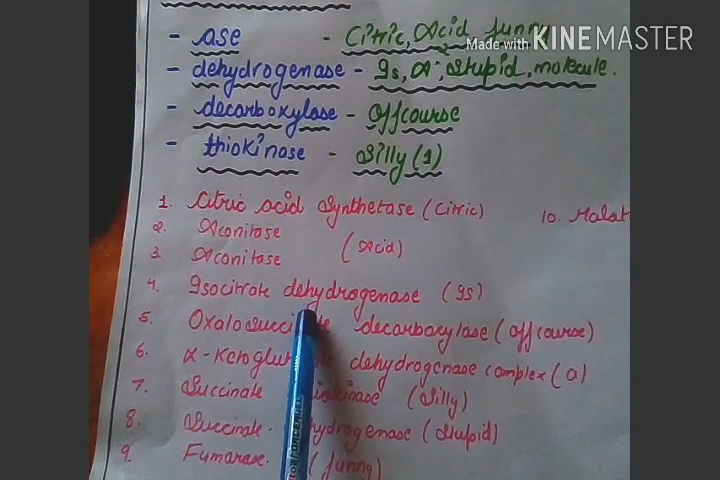 - ase - Citric, Acid funny
Made with KINEMASTER
- dehydrogenase - Is, A, Stupid, molecule.
- decarboxylase - Offcourse
- thiokinase - Silly (1)
1. Citric acid Synthetase (Citric) 10. Malat
2. Aconitase
3. Aconitase (Acid)
4. Isocitrate dehydrogenase (Is)
5. decarboxylase (Offcourse)
6. dehydrogenase complex (a)
7. Succinate (Silly)
8. Succinate (Stupid)
9. Fumarase (funny)